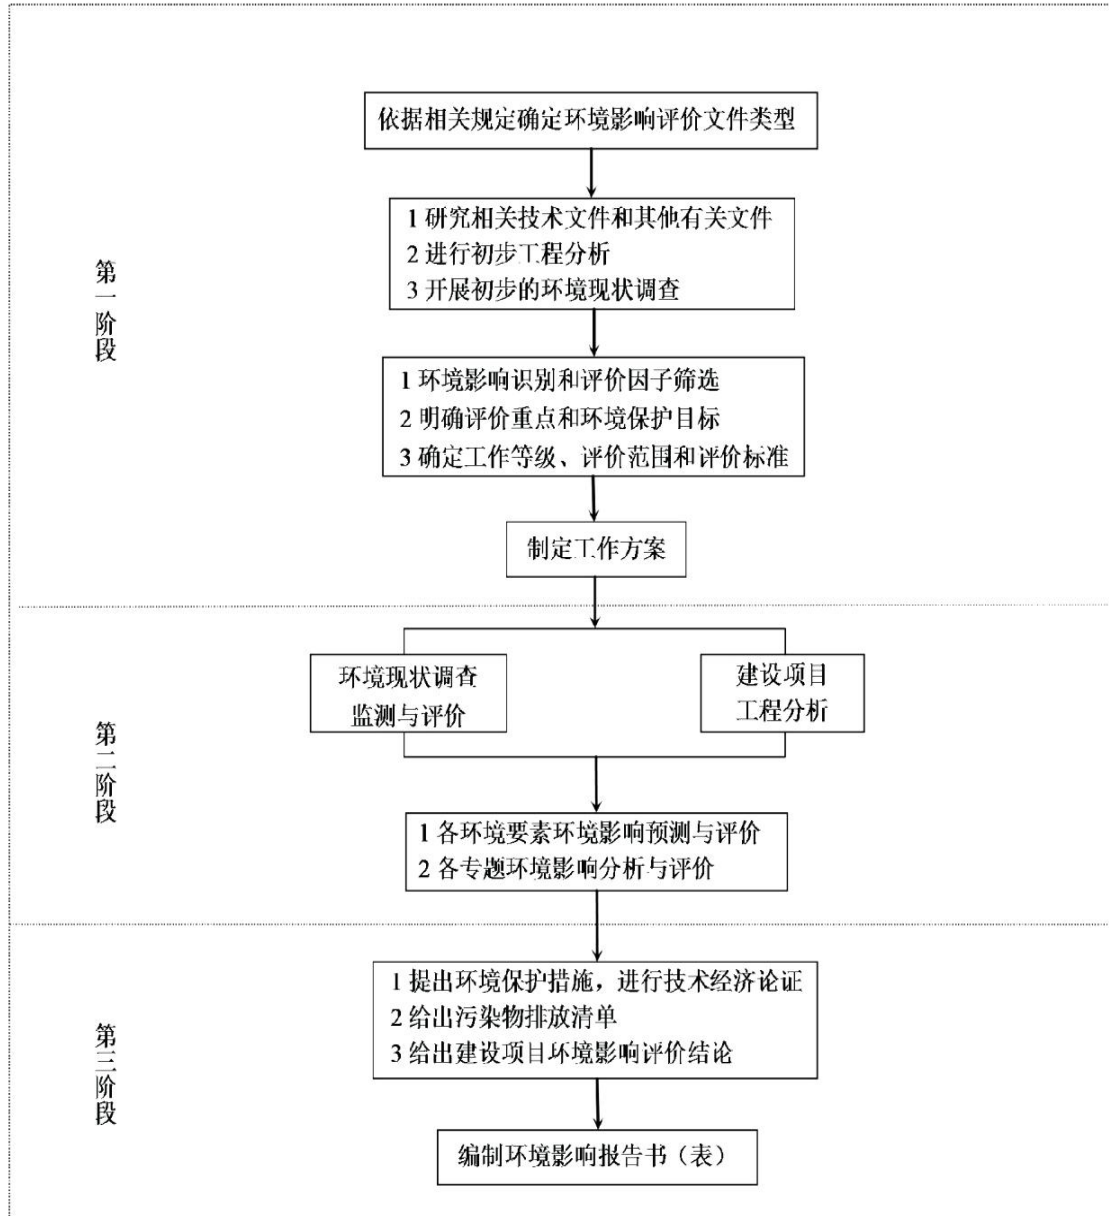 依据相关规定确定环境影响评价文件类型
1 研究相关技术文件和其他有关文件
2 进行初步工程分析
3 开展初步的环境现状调查
第一阶段
1 环境影响识别和评价因子筛选
2 明确评价重点和环境保护目标
3 确定工作等级、评价范围和评价标准
制定工作方案
环境现状调查
监测与评价
建设项目
工程分析
第二阶段
1 各环境要素环境影响预测与评价
2 各专题环境影响分析与评价
1 提出环境保护措施，进行技术经济论证
2 给出污染物排放清单
3 给出建设项目环境影响评价结论
第三阶段
编制环境影响报告书（表）